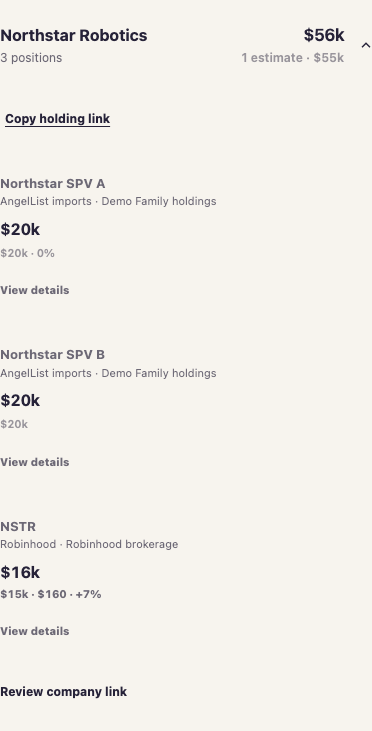 Northstar Robotics
$56k
3 positions
1 estimate · $55k
Copy holding link
Northstar SPV A
AngelList imports · Demo Family holdings
$20k
$20k · 0%
View details
Northstar SPV B
AngelList imports · Demo Family holdings
$20k
$20k
View details
NSTR
Robinhood · Robinhood brokerage
$16k
$15k · $160 · +7%
View details
Review company link